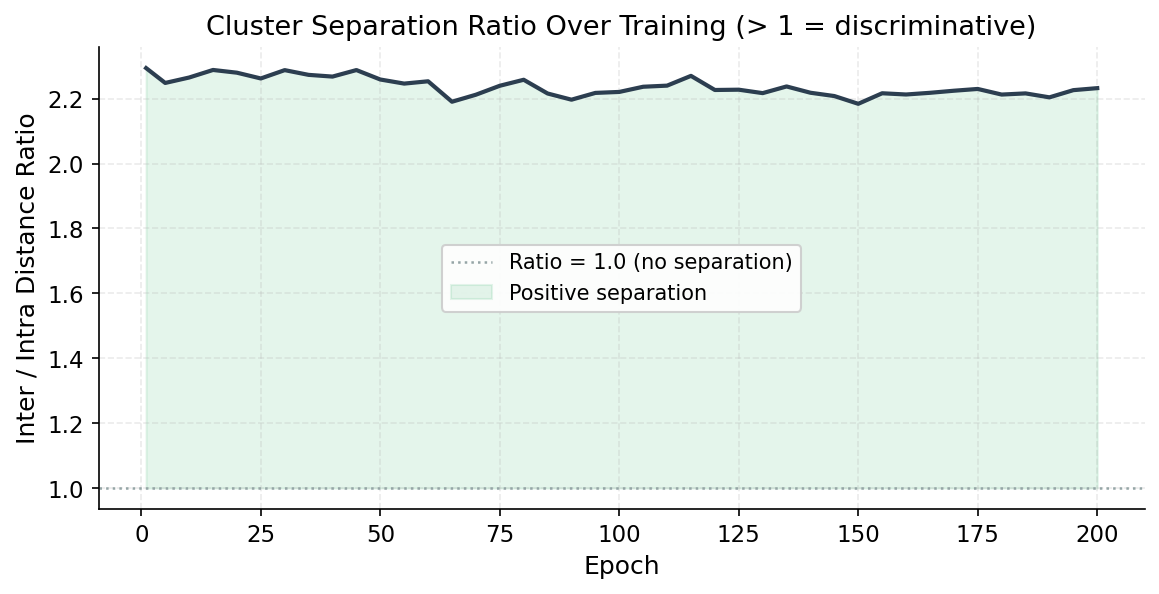 Cluster Separation Ratio Over Training (> 1 = discriminative)
Inter / Intra Distance Ratio
2.2
2.0
1.8
1.6
1.4
1.2
1.0
Ratio = 1.0 (no separation)
Positive separation
0 25 50 75 100 125 150 175 200
Epoch